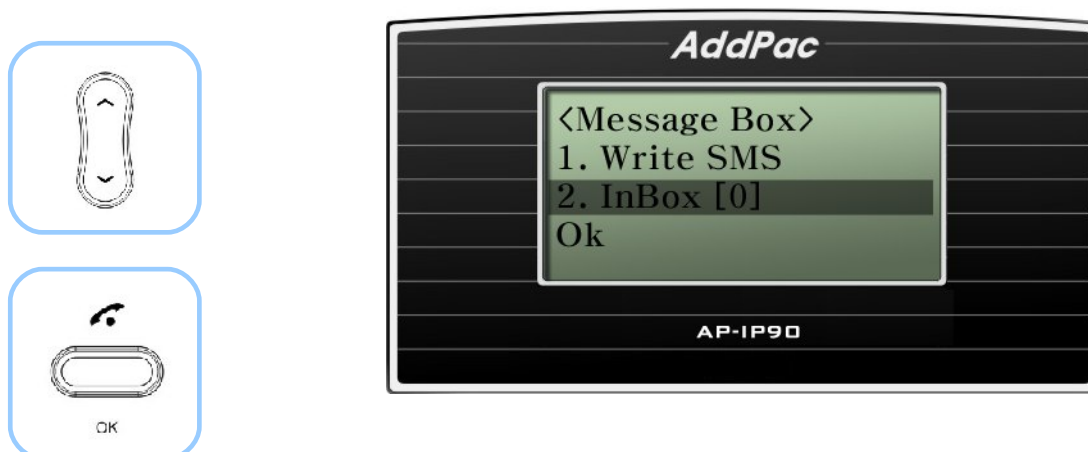 AddPac
<Message Box>
1. Write SMS
2. InBox [0]
Ok
AP-IP90
OK